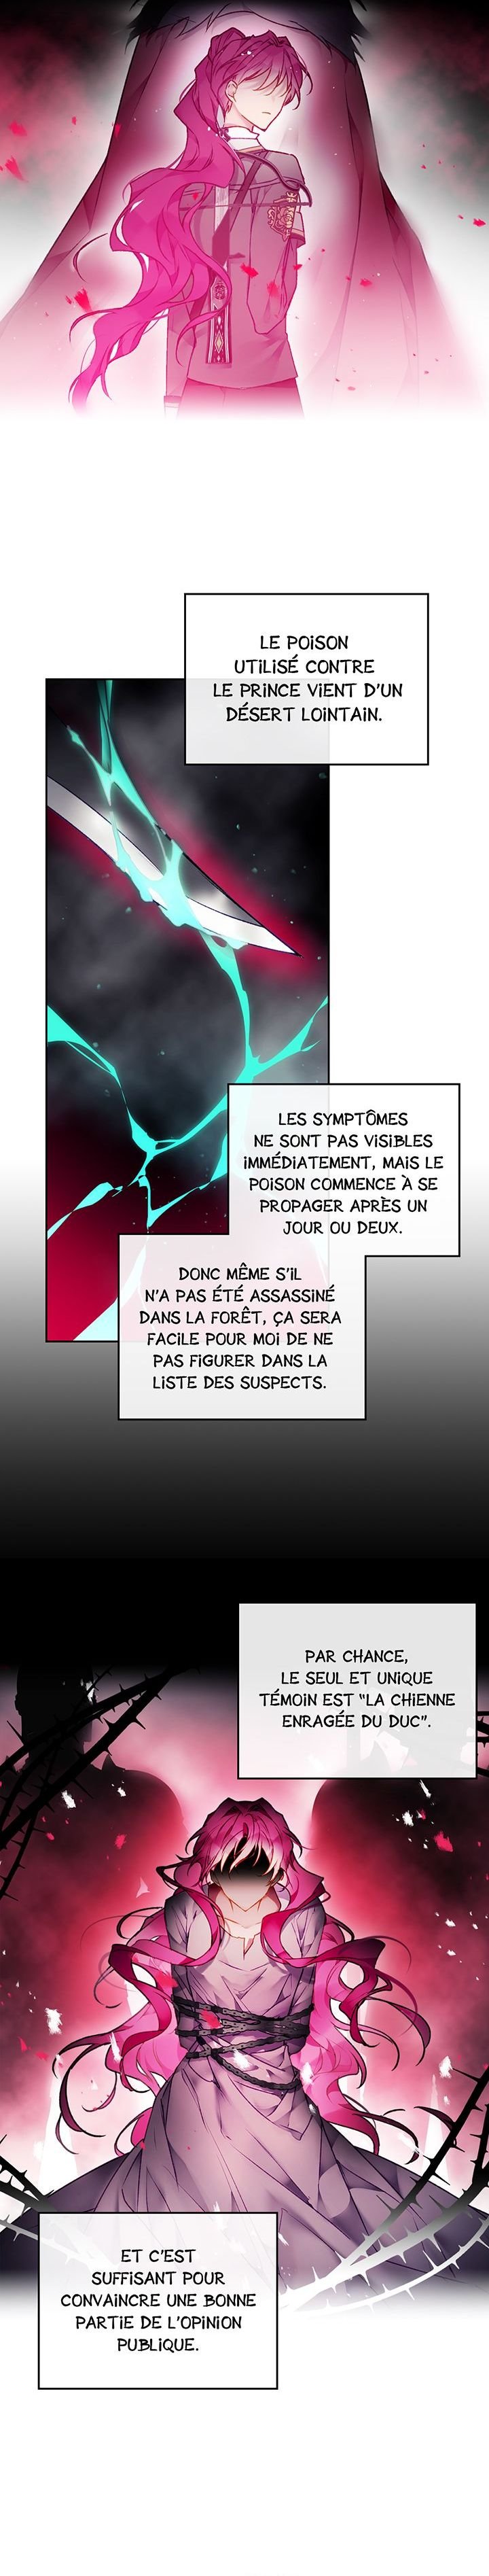 LE POISON
UTILISÉ CONTRE
LE PRINCE VIENT D'UN
DÉSERT LOINTAIN.
LES SYMPTÔMES
NE SONT PAS VISIBLES
IMMÉDIATEMENT, MAIS LE
POISON COMMENCE À SE
PROPAGER APRÈS UN
JOUR OU DEUX.
DONC MÊME S'IL
N'A PAS ÉTÉ ASSASSINÉ
DANS LA FORÊT, ÇA SERA
FACILE POUR MOI DE NE
PAS FIGURER DANS LA
LISTE DES SUSPECTS.
PAR CHANCE,
LE SEUL ET UNIQUE
TÉMOIN EST "LA CHIENNE
ENRAGÉE DU DUC".
ET C'EST
SUFFISANT POUR
CONVAINCRE UNE BONNE
PARTIE DE L'OPINION
PUBLIQUE.